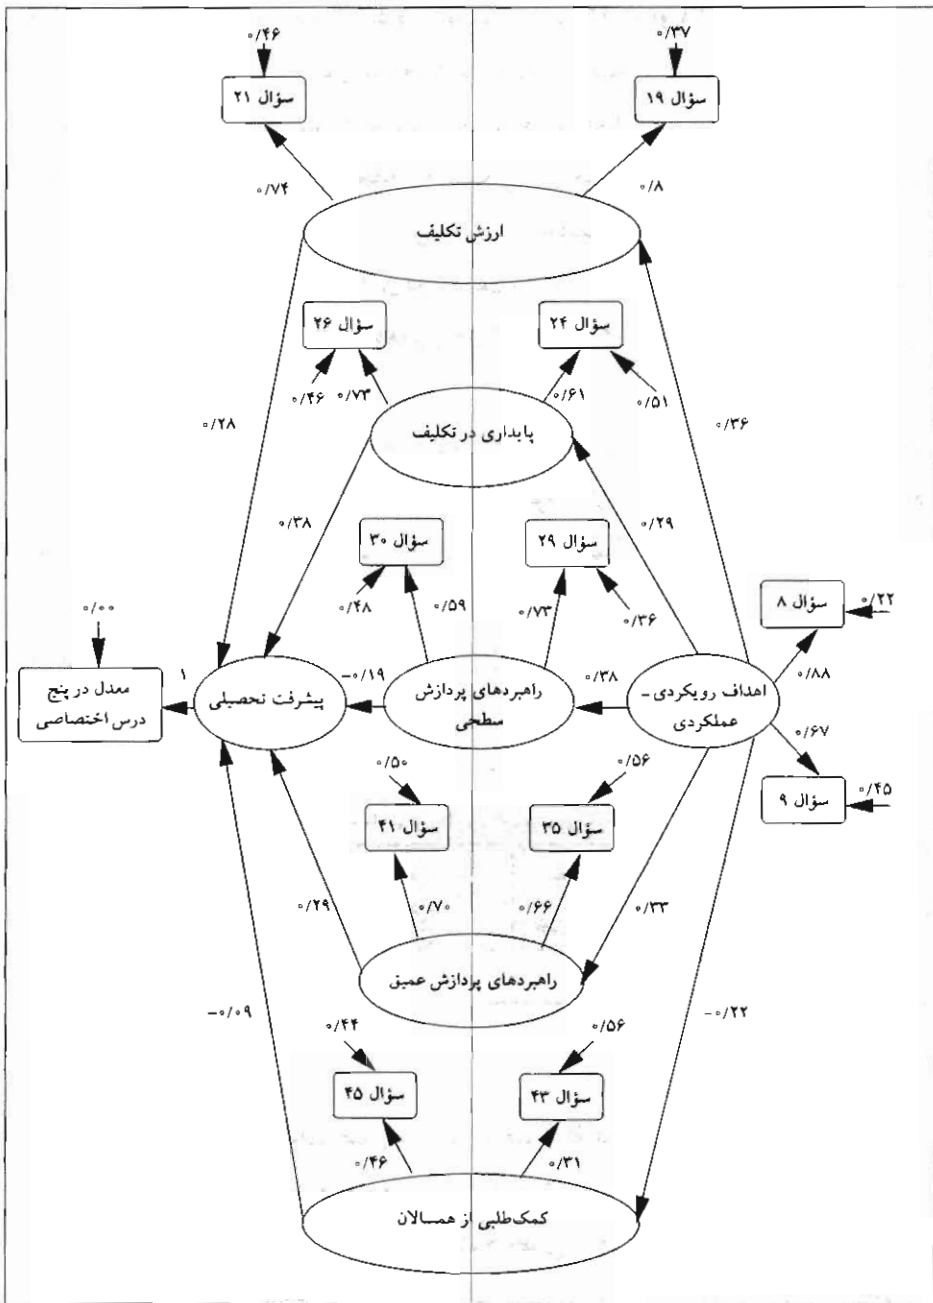 ۰/۴۶
۰/۳۷
سؤال ۲۱
سؤال ۱۹
۰/۷۴
۰/۸
ارزش تکلیف
سؤال ۲۶
سؤال ۲۴
۰/۴۶
۰/۷۳
۰/۶۱
۰/۵۱
۰/۲۸
۰/۳۶
پایداری در تکلیف
۰/۳۸
۰/۲۹
سؤال ۳۰
سؤال ۲۹
۰/۴۸
۰/۵۹
۰/۷۳
۰/۳۶
سؤال ۸
۰/۲۲
۰/۰۰
۰/۸۸
معدل در پنج
درس اختصاصی
۱
پیشرفت تحصیلی
-۰/۱۹
راهبردهای پردازش
سطحی
۰/۳۸
اهداف رویکردی -
عملکردی
۰/۶۷
سؤال ۹
۰/۴۵
۰/۵۰
۰/۵۶
سؤال ۴۱
سؤال ۳۵
۰/۲۹
۰/۷۰
۰/۶۶
۰/۳۳
راهبردهای پردازش عمیق
-۰/۰۹
-۰/۲۲
۰/۴۴
۰/۵۶
سؤال ۴۵
سؤال ۴۳
۰/۴۶
۰/۳۱
کمک‌طلبی از همسالان